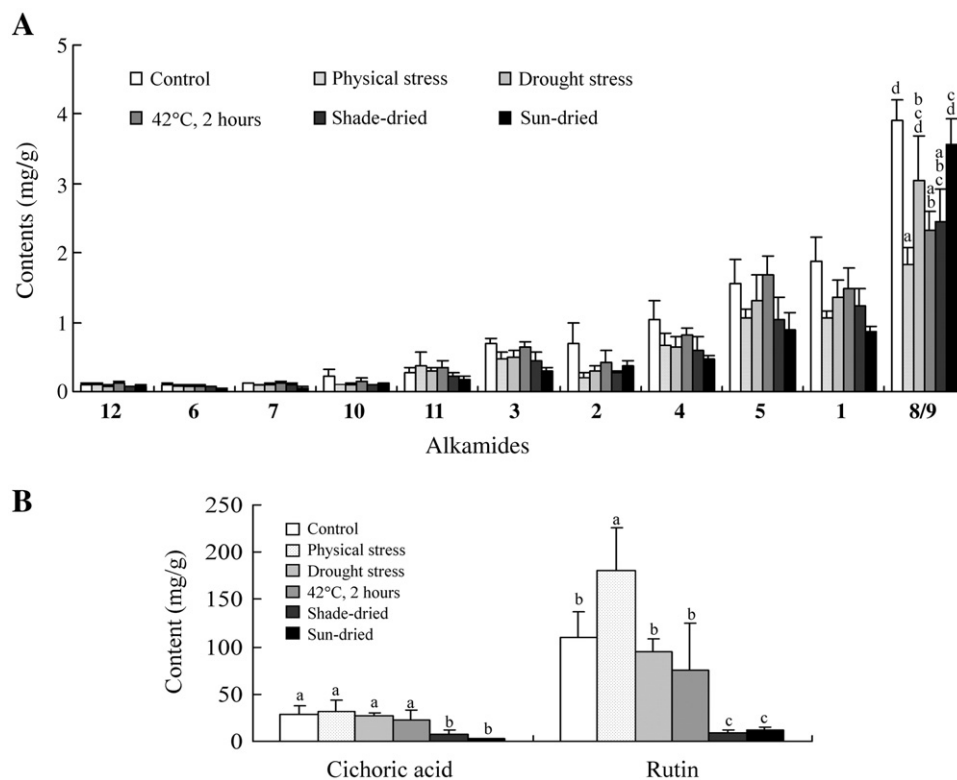 A
5
4
3
2
1
0
Contents (mg/g)
Control
Physical stress
Drought stress
42°C, 2 hours
Shade-dried
Sun-dried
d
a
b
c
d
a
b
a
b
c
c
d
12 6 7 10 11 3 2 4 5 1 8/9
Alkamides
B
250
200
150
100
50
0
Content (mg/g)
Control
Physical stress
Drought stress
42°C, 2 hours
Shade-dried
Sun-dried
a a a a b b
b a b b c c
Cichoric acid Rutin